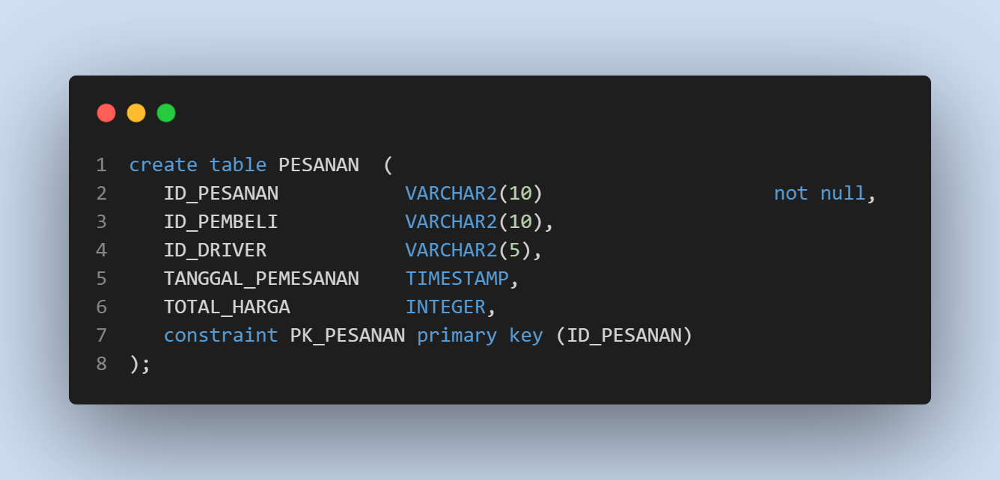 1 create table PESANAN  (
2    ID_PESANAN           VARCHAR2(10)                    not null,
3    ID_PEMBELI           VARCHAR2(10),
4    ID_DRIVER            VARCHAR2(5),
5    TANGGAL_PEMESANAN    TIMESTAMP,
6    TOTAL_HARGA          INTEGER,
7    constraint PK_PESANAN primary key (ID_PESANAN)
8 );